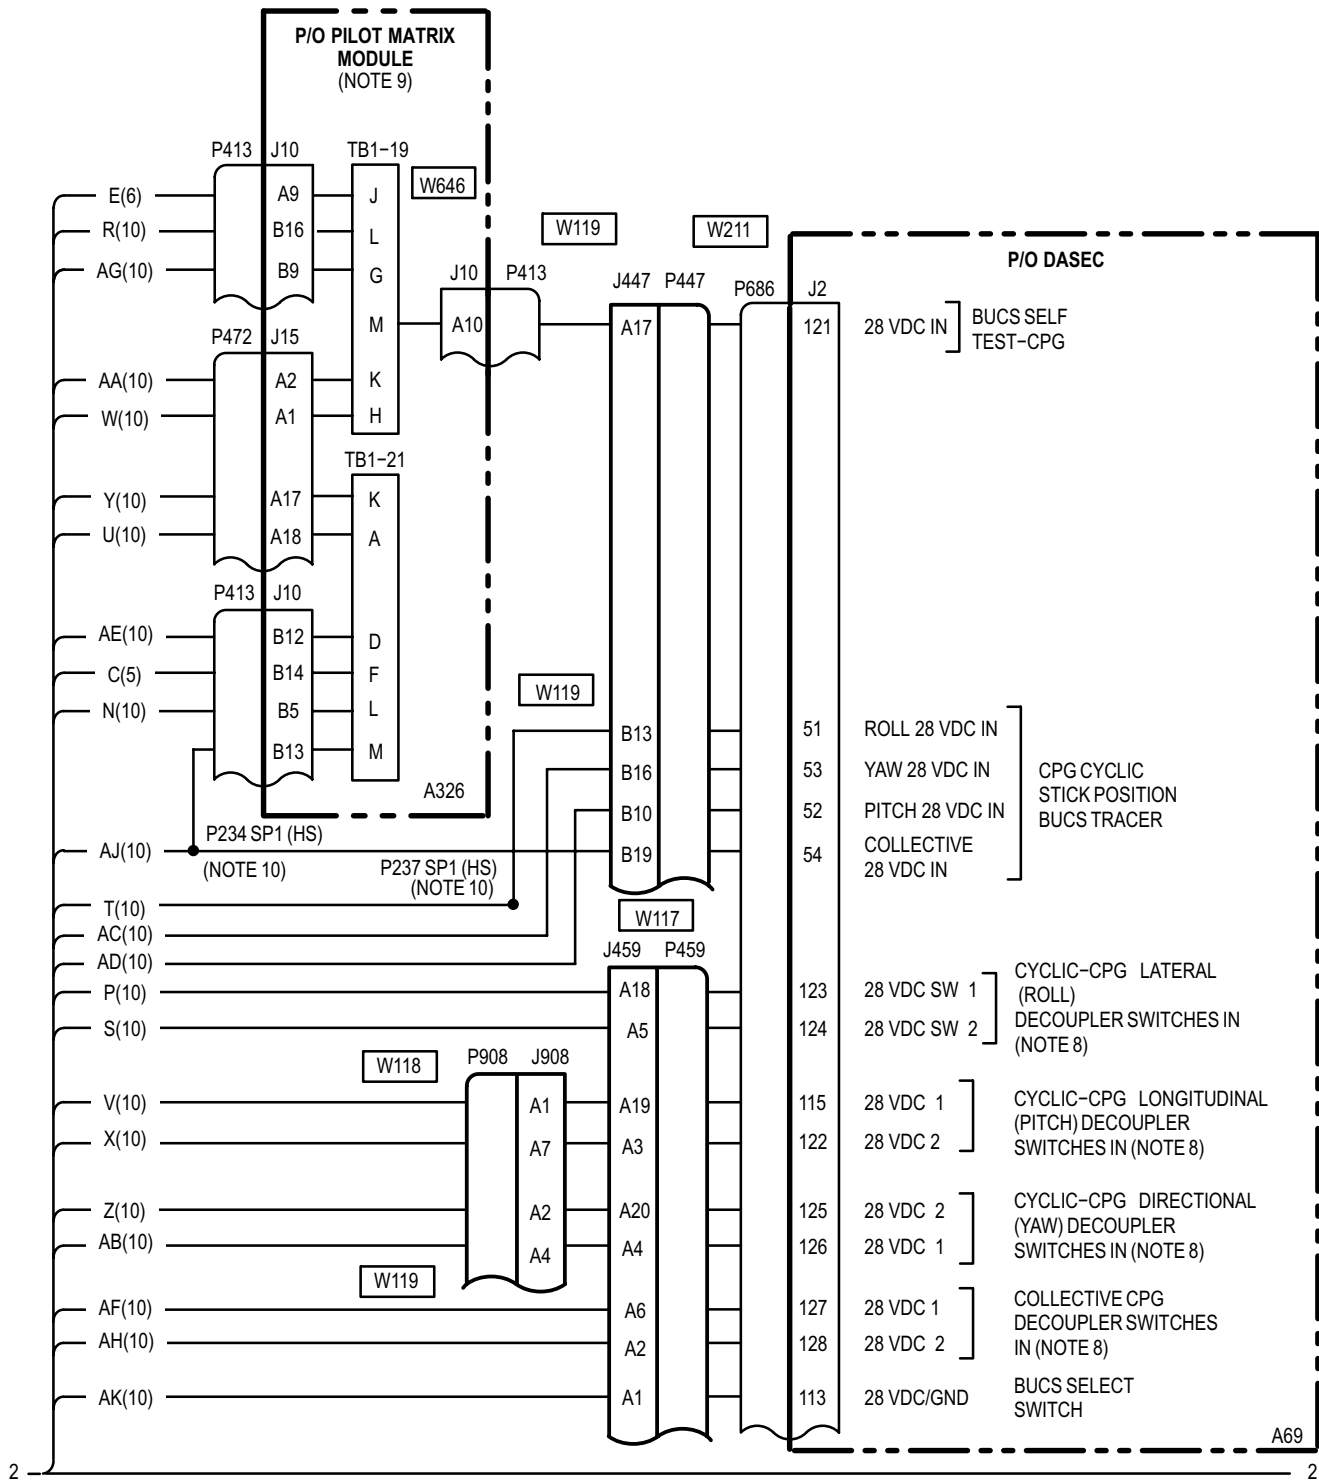 P/O PILOT MATRIX
MODULE
(NOTE 9)
P413 J10 TB1−19
W646
E(6) A9 J
R(10) B16 L
AG(10) B9 G
W119 W211
P/O DASEC
J10 P413 J447 P447 P686 J2
M A10 A17 121 28 VDC IN BUCS SELF
TEST−CPG
P472 J15
AA(10) A2 K
W(10) A1 H
TB1−21
Y(10) A17 K
U(10) A18 A
P413 J10
AE(10) B12 D
C(5) B14 F
N(10) B5 L
B13 M
A326
W119
B13 51 ROLL 28 VDC IN
B16 53 YAW 28 VDC IN
B10 52 PITCH 28 VDC IN
CPG CYCLIC
STICK POSITION
BUCS TRACER
P234 SP1 (HS)
AJ(10) B19 54 COLLECTIVE
28 VDC IN
(NOTE 10)
P237 SP1 (HS)
(NOTE 10)
T(10)
AC(10)
AD(10)
W117
J459 P459
P(10) A18 123 28 VDC SW 1
S(10) A5 124 28 VDC SW 2
CYCLIC−CPG LATERAL
(ROLL)
DECOUPLER SWITCHES IN
(NOTE 8)
W118 P908 J908
V(10) A1 A19 115 28 VDC 1
X(10) A7 A3 122 28 VDC 2
CYCLIC−CPG LONGITUDINAL
(PITCH) DECOUPLER
SWITCHES IN (NOTE 8)
Z(10) A2 A20 125 28 VDC 2
AB(10) A4 A4 126 28 VDC 1
CYCLIC−CPG DIRECTIONAL
(YAW) DECOUPLER
SWITCHES IN (NOTE 8)
W119
AF(10) A6 127 28 VDC 1
AH(10) A2 128 28 VDC 2
COLLECTIVE CPG
DECOUPLER SWITCHES
IN (NOTE 8)
AK(10) A1 113 28 VDC/GND
BUCS SELECT
SWITCH
A69
2 2